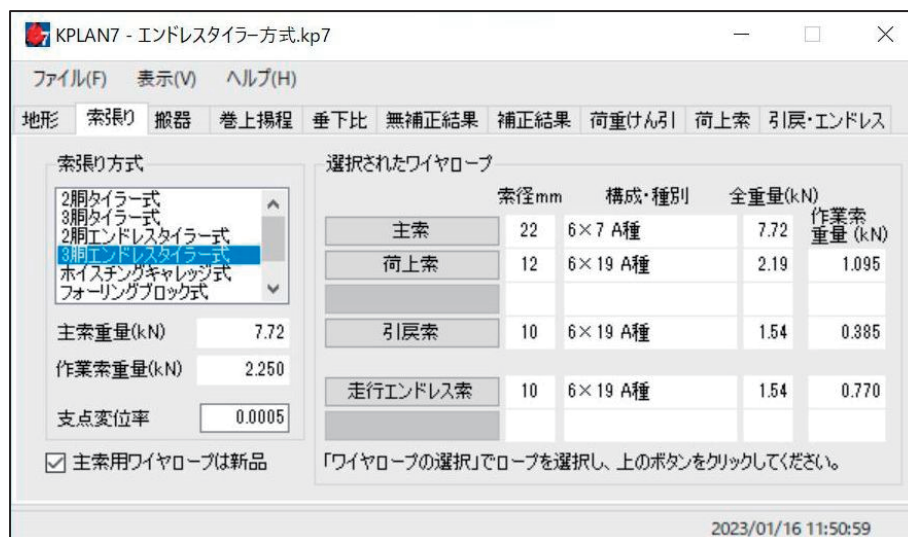 KPLAN7 - エンドレスタイラー方式.kp7
ファイル(F) 表示(V) ヘルプ(H)
地形 索張り 搬器 巻上揚程 垂下比 無補正結果 補正結果 荷重けん引 荷上索 引戻・エンドレス
索張り方式
2胴タイラー式
3胴タイラー式
2胴エンドレスタイラー式
3胴エンドレスタイラー式
ホイスチングキャレッジ式
フォーリングブロック式
主索重量(kN) 7.72
作業索重量(kN) 2.250
支点変位率 0.0005
主索用ワイヤロープは新品
選択されたワイヤロープ
索径mm 構成・種別 全重量(kN) 作業索
重量(kN)
主索 22 6×7 A種 7.72
荷上索 12 6×19 A種 2.19 1.095
引戻索 10 6×19 A種 1.54 0.385
走行エンドレス索 10 6×19 A種 1.54 0.770
「ワイヤロープの選択」でロープを選択し、上のボタンをクリックしてください。
2023/01/16 11:50:59